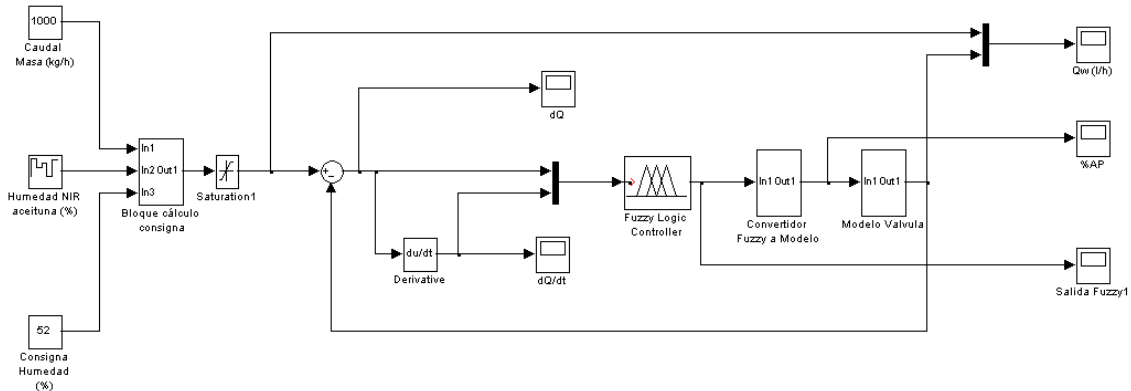 1000
Caudal
Masa (kg/h)
Humedad NIR
aceituna (%)
52
Consigna
Humedad
(%)
In1
In2 Out1
In3
Bloque cálculo
consigna
Saturation1
+
-
dQ
du/dt
Derivative
dQ/dt
Fuzzy Logic
Controller
In1 Out1
Convertidor
Fuzzy a Modelo
In1 Out1
Modelo Valvula
Qw (l/h)
%AP
Salida Fuzzy1